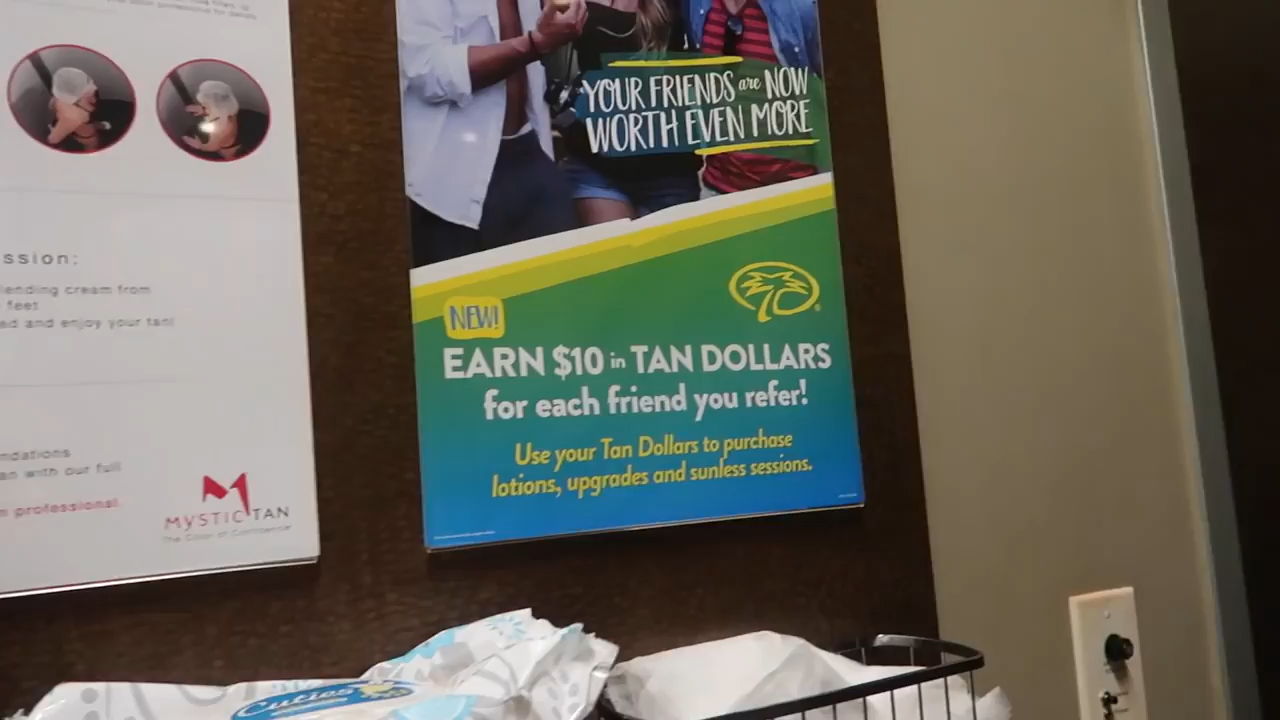 ssion:
lending cream from
feet
ad and enjoy your tan!
ndations
an with our full
n professional.
MYSTIC TAN
The Color of Confidence
YOUR FRIENDS are NOW
WORTH EVEN MORE
NEW!
EARN $10 in TAN DOLLARS
for each friend you refer!
Use your Tan Dollars to purchase
lotions, upgrades and sunless sessions.
Cuties